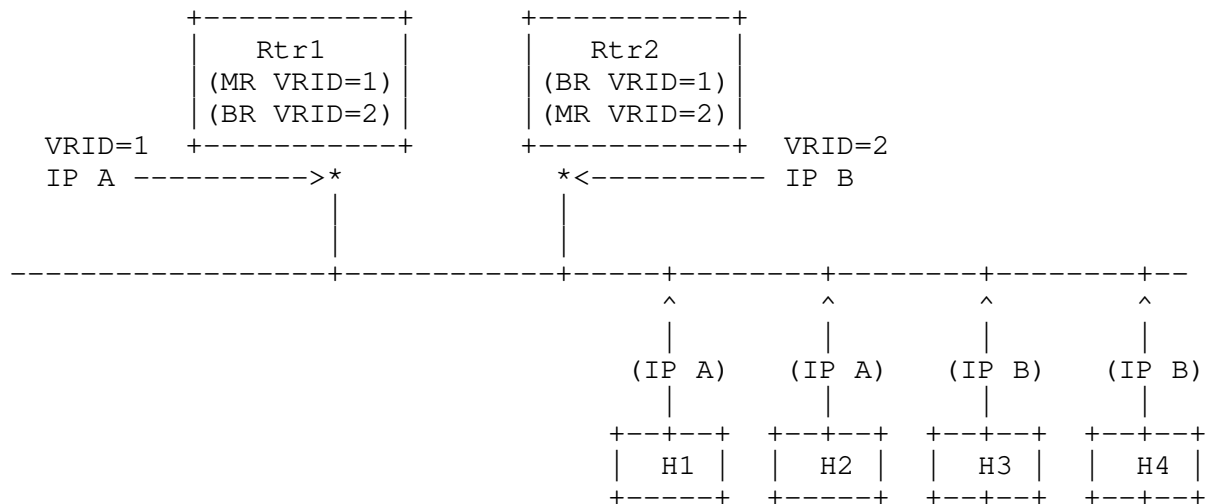 Rtr1 Rtr2
(MR VRID=1) (BR VRID=1)
(BR VRID=2) (MR VRID=2)
VRID=1 VRID=2
IP A IP B
(IP A) (IP A) (IP B) (IP B)
H1 H2 H3 H4